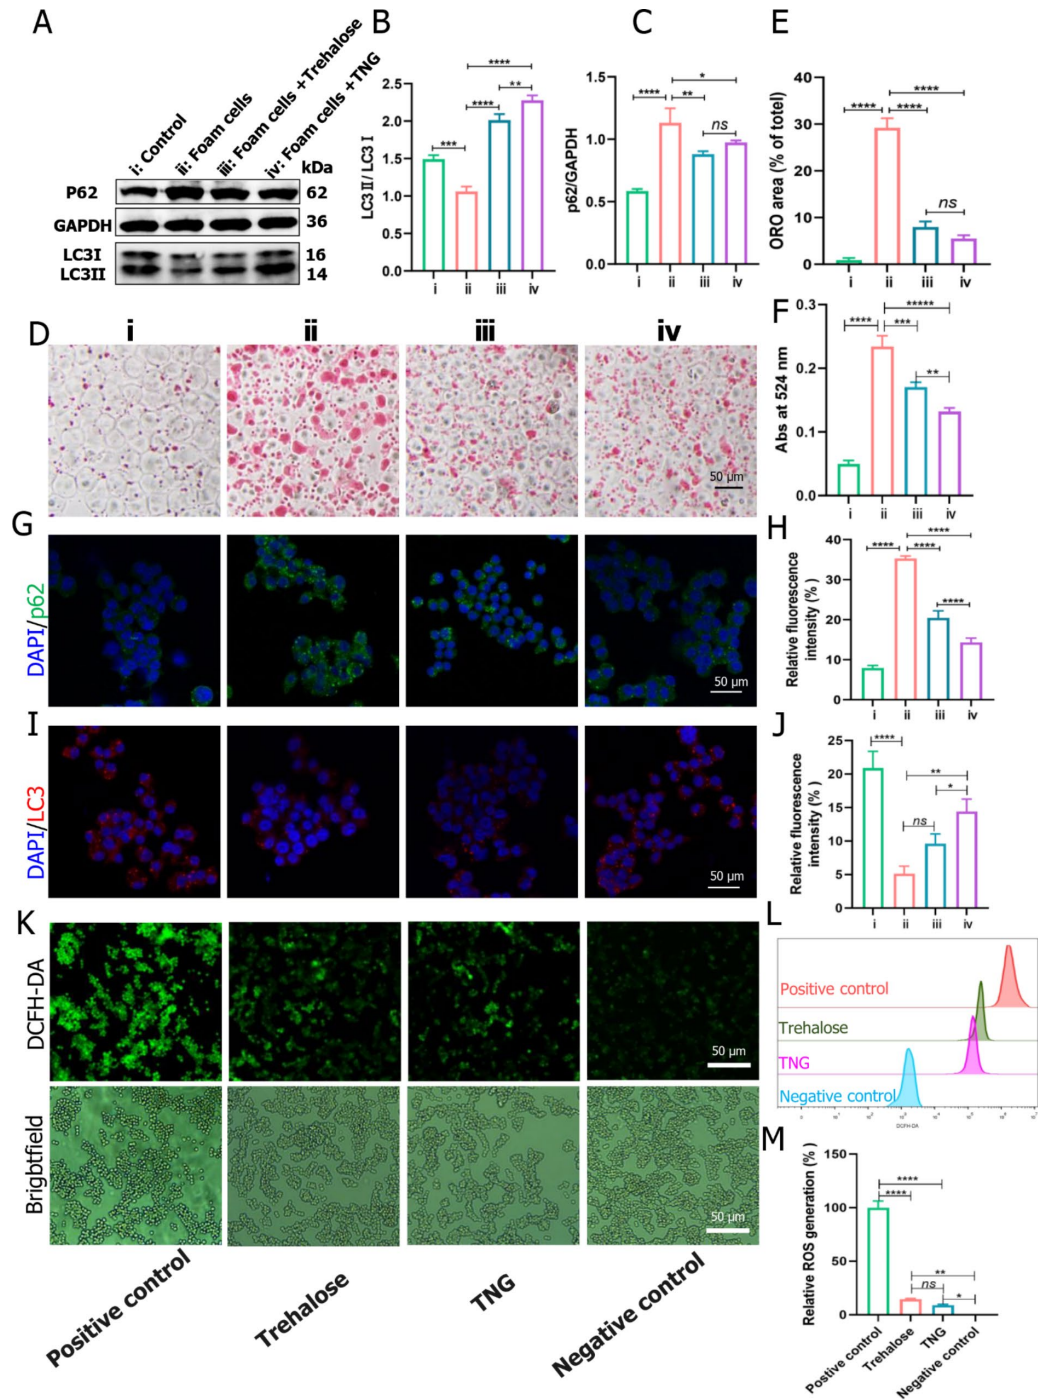 A
i: Control
ii: Foam cells
iii: Foam cells +Trehalose
iv: Foam cells +TNG
kDa
P62
62
GAPDH
36
LC3I
16
LC3II
14
B
****
**
****
***
LC3II/ LC3 I
2.5
2.0
1.5
1.0
0.5
0.0
i ii iii iv
C
*
**** **
ns
p62/GAPDH
1.5
1.0
0.5
0.0
i ii iii iv
E
****
**** ****
ns
ORO area (% of totel)
40
30
20
10
0
i ii iii iv
D
i ii iii iv
50 µm
F
*****
**** ***
**
Abs at 524 nm
0.3
0.2
0.1
0.0
i ii iii iv
G
DAPI/p62
50 µm
H
****
**** ****
****
Relative fluorescence
intensity (% )
40
30
20
10
0
i ii iii iv
I
DAPI/LC3
50 µm
J
****
**
*
ns
Relative fluorescence
intensity (% )
25
20
15
10
5
0
i ii iii iv
K
DCFH-DA
50 µm
Brightfield
50 µm
Positive control
Trehalose
TNG
Negative control
L
Positive control
Trehalose
TNG
Negative control
DCFH-DA
M
****
****
**
ns
*
Relative ROS generation (%)
150
100
50
0
Postive control
Trehalose
TNG
Negative control